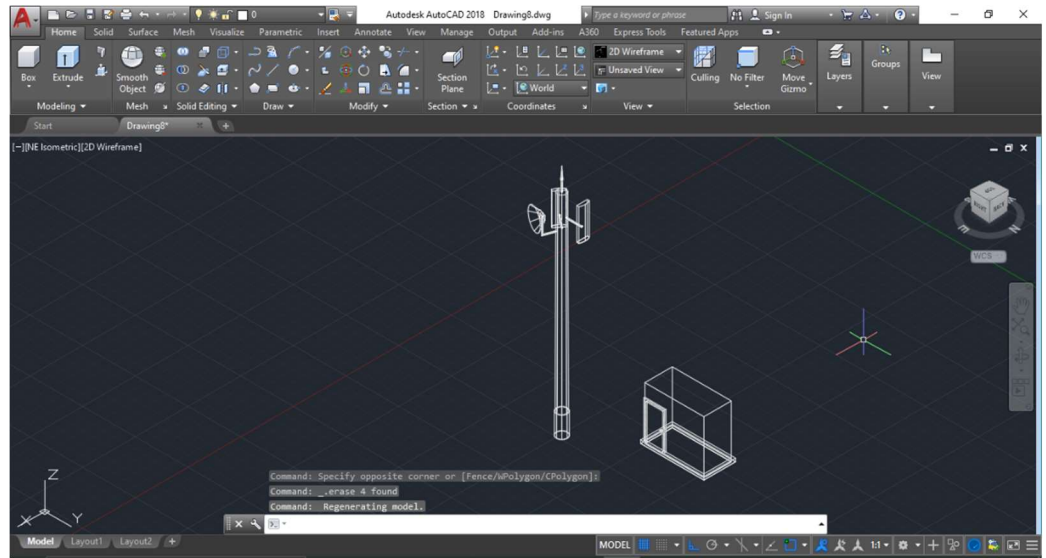 0
Autodesk AutoCAD 2018 Drawing8.dwg
Type a keyword or phrase
Sign In
Home Solid Surface Mesh Visualize Parametric Insert Annotate View Manage Output Add-ins A360 Express Tools Featured Apps
Box
Extrude
Smooth
Object
Section
Plane
World
2D Wireframe
Unsaved View
Culling
No Filter
Move
Gizmo
Layers
Groups
View
Modeling Mesh Solid Editing Draw Modify Section Coordinates View Selection
Start Drawing8*
[−][NE Isometric][2D Wireframe]
RIGHT BACK
N
WCS
Z
X Y
Command: Specify opposite corner or [Fence/WPolygon/CPolygon]:
Command: _.erase 4 found
Command: Regenerating model.
Model Layout1 Layout2 +
MODEL
1:1